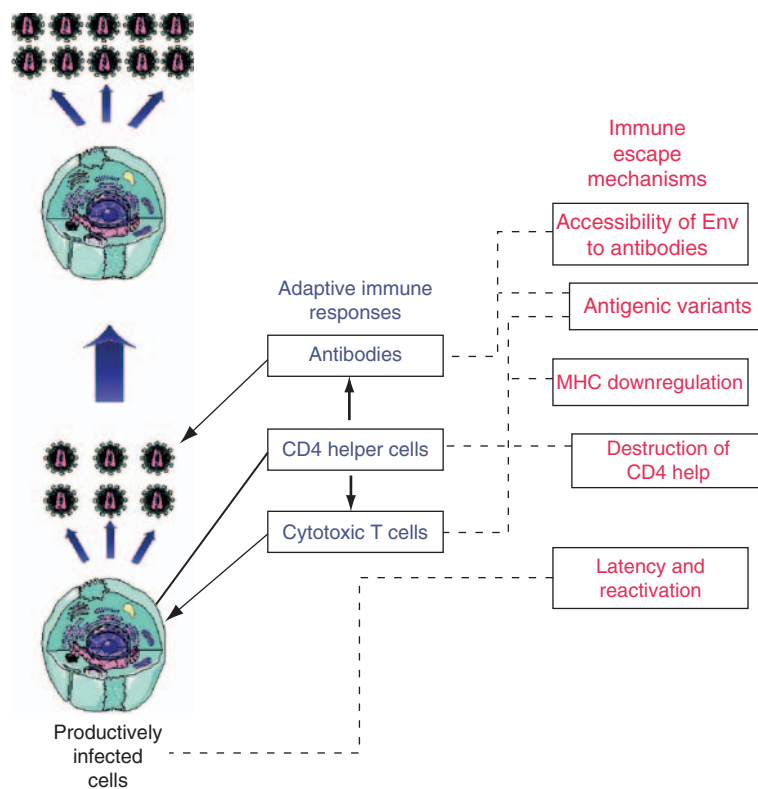 Immune
escape
mechanisms
Accessibility of Env
to antibodies
Adaptive immune
responses
Antigenic variants
Antibodies
MHC downregulation
CD4 helper cells
Destruction of
CD4 help
Cytotoxic T cells
Latency and
reactivation
Productively
infected
cells